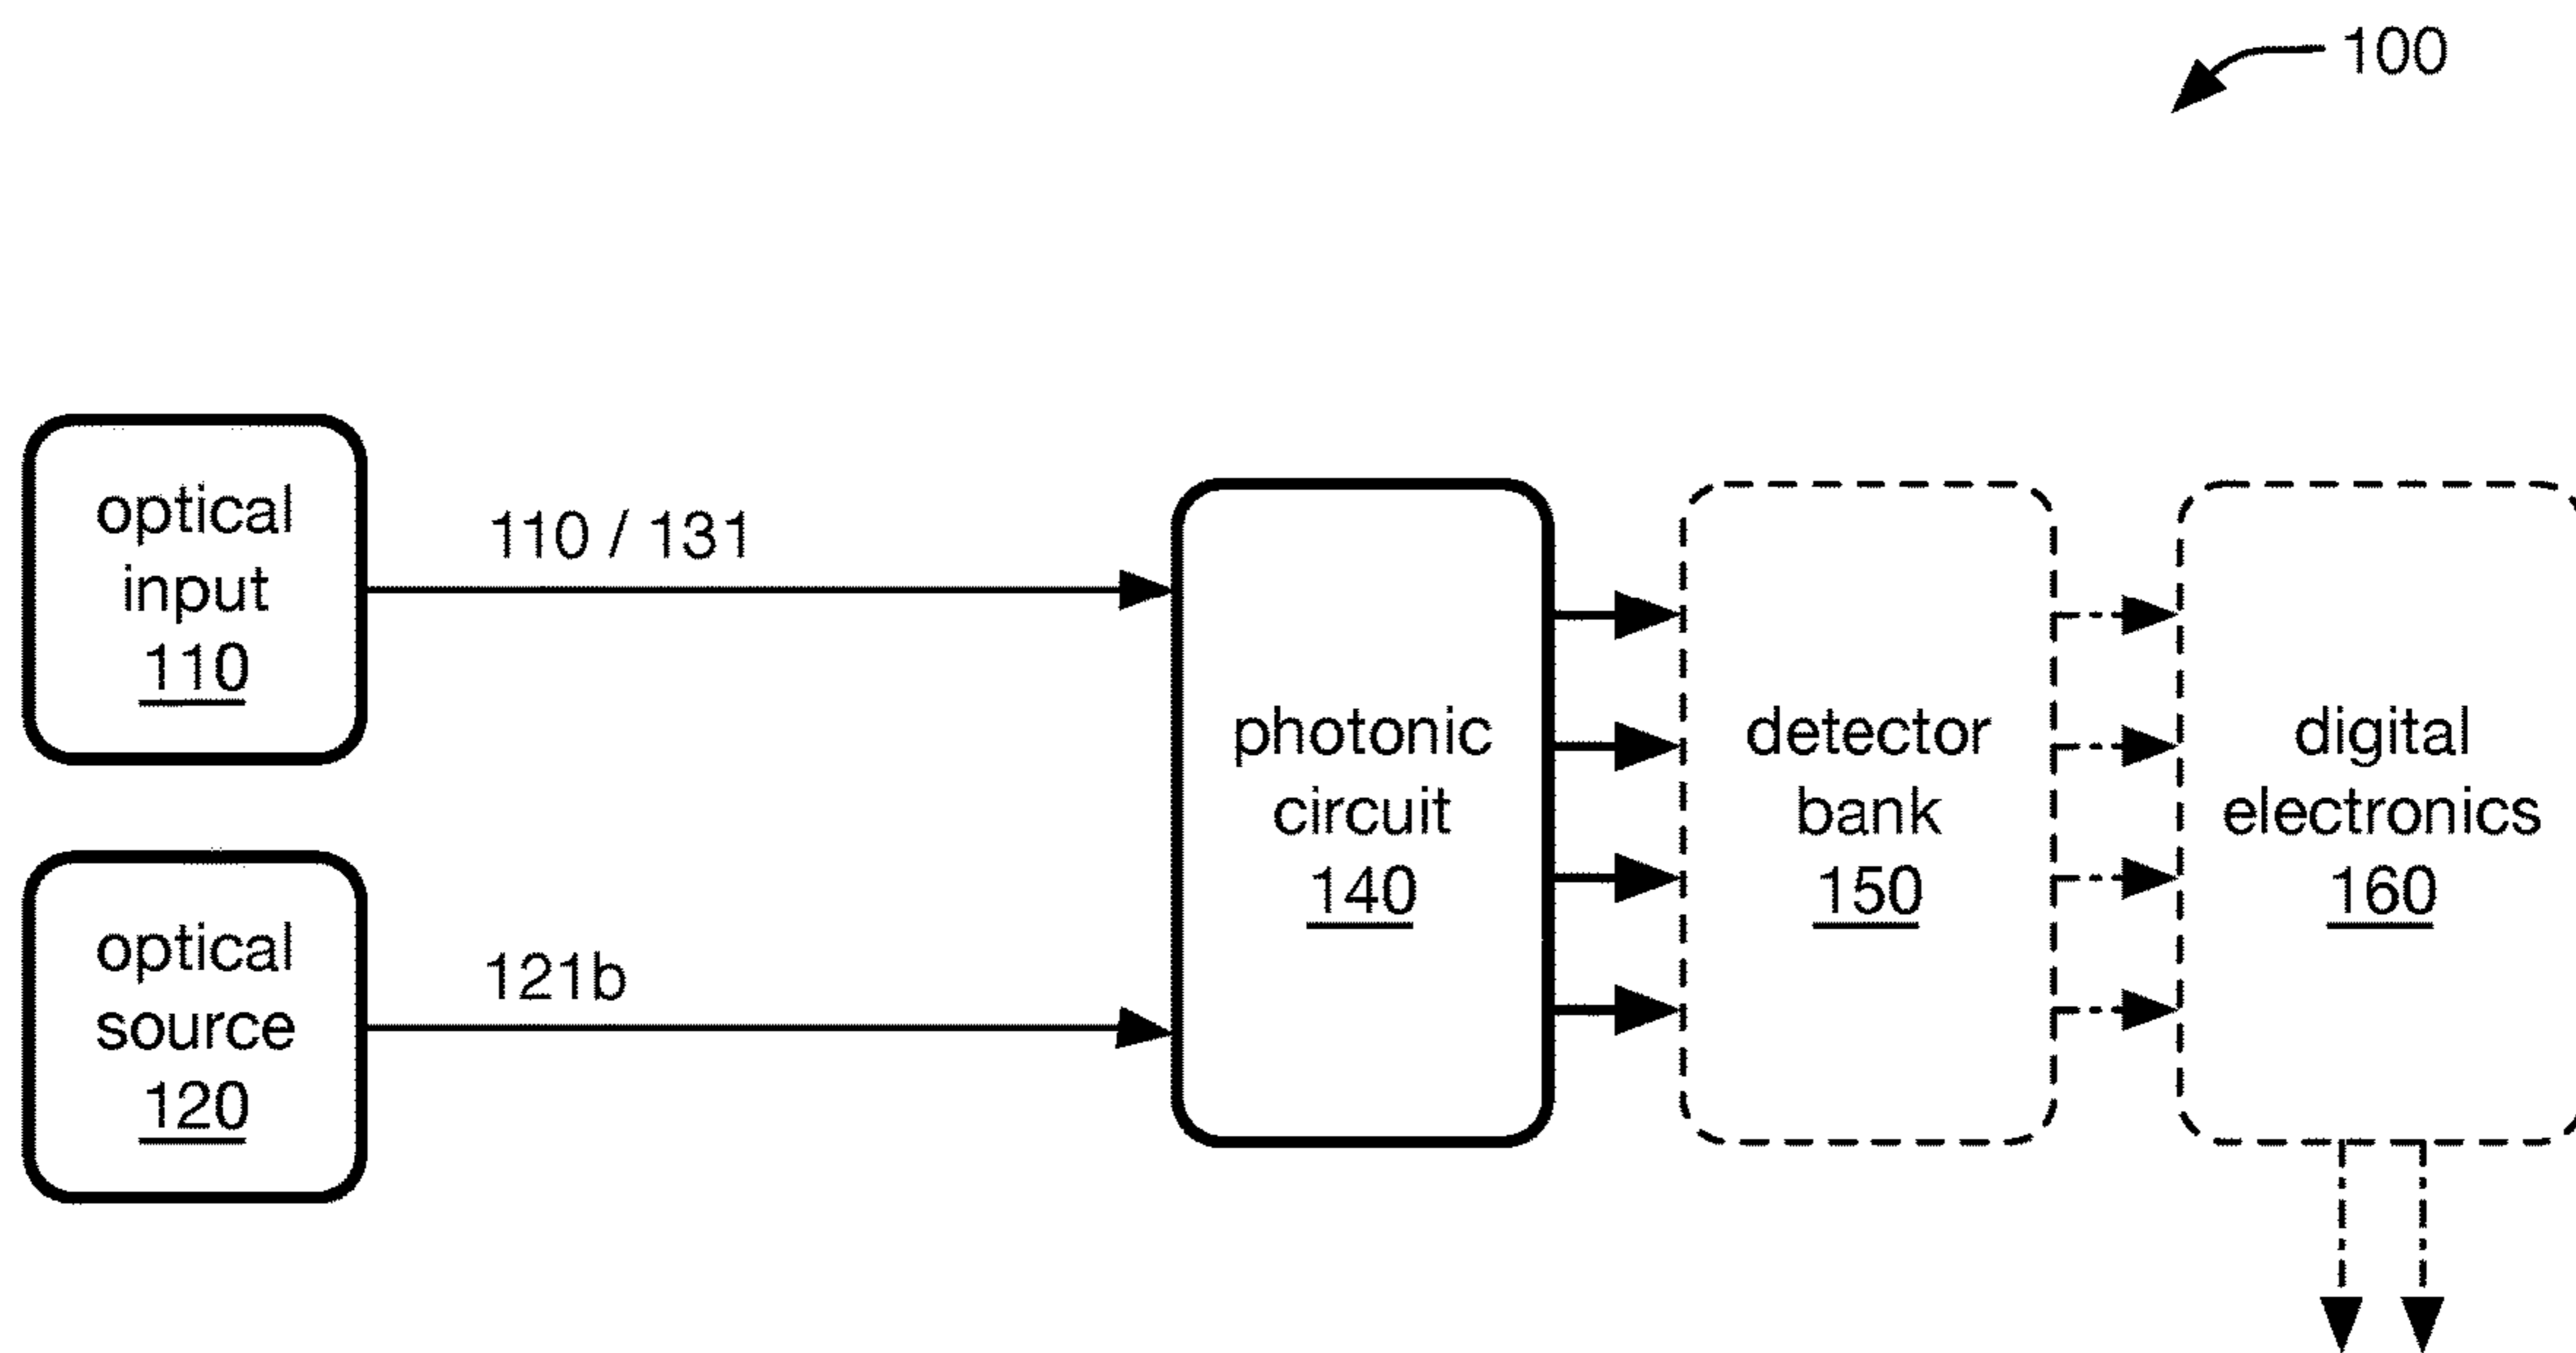 100
optical
input
110
110 / 131
optical
source
120
121b
photonic
circuit
140
detector
bank
150
digital
electronics
160